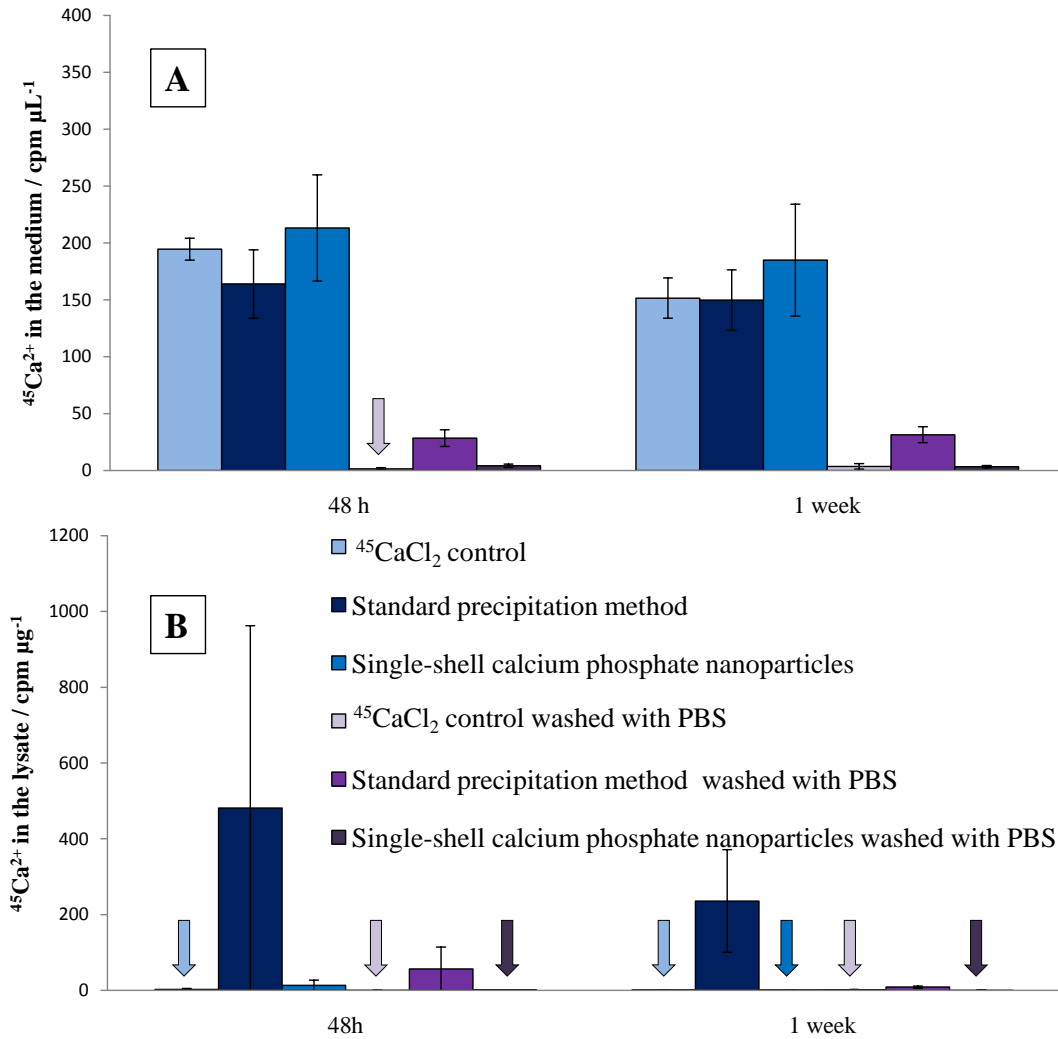 ⁴⁵Ca²⁺ in the medium / cpm µL⁻¹
400
350
300
250
200
150
100
50
0
A
48 h
1 week
⁴⁵Ca²⁺ in the lysate / cpm µg⁻¹
1200
1000
800
600
400
200
0
B
⁴⁵CaCl₂ control
Standard precipitation method
Single-shell calcium phosphate nanoparticles
⁴⁵CaCl₂ control washed with PBS
Standard precipitation method washed with PBS
Single-shell calcium phosphate nanoparticles washed with PBS
48h
1 week